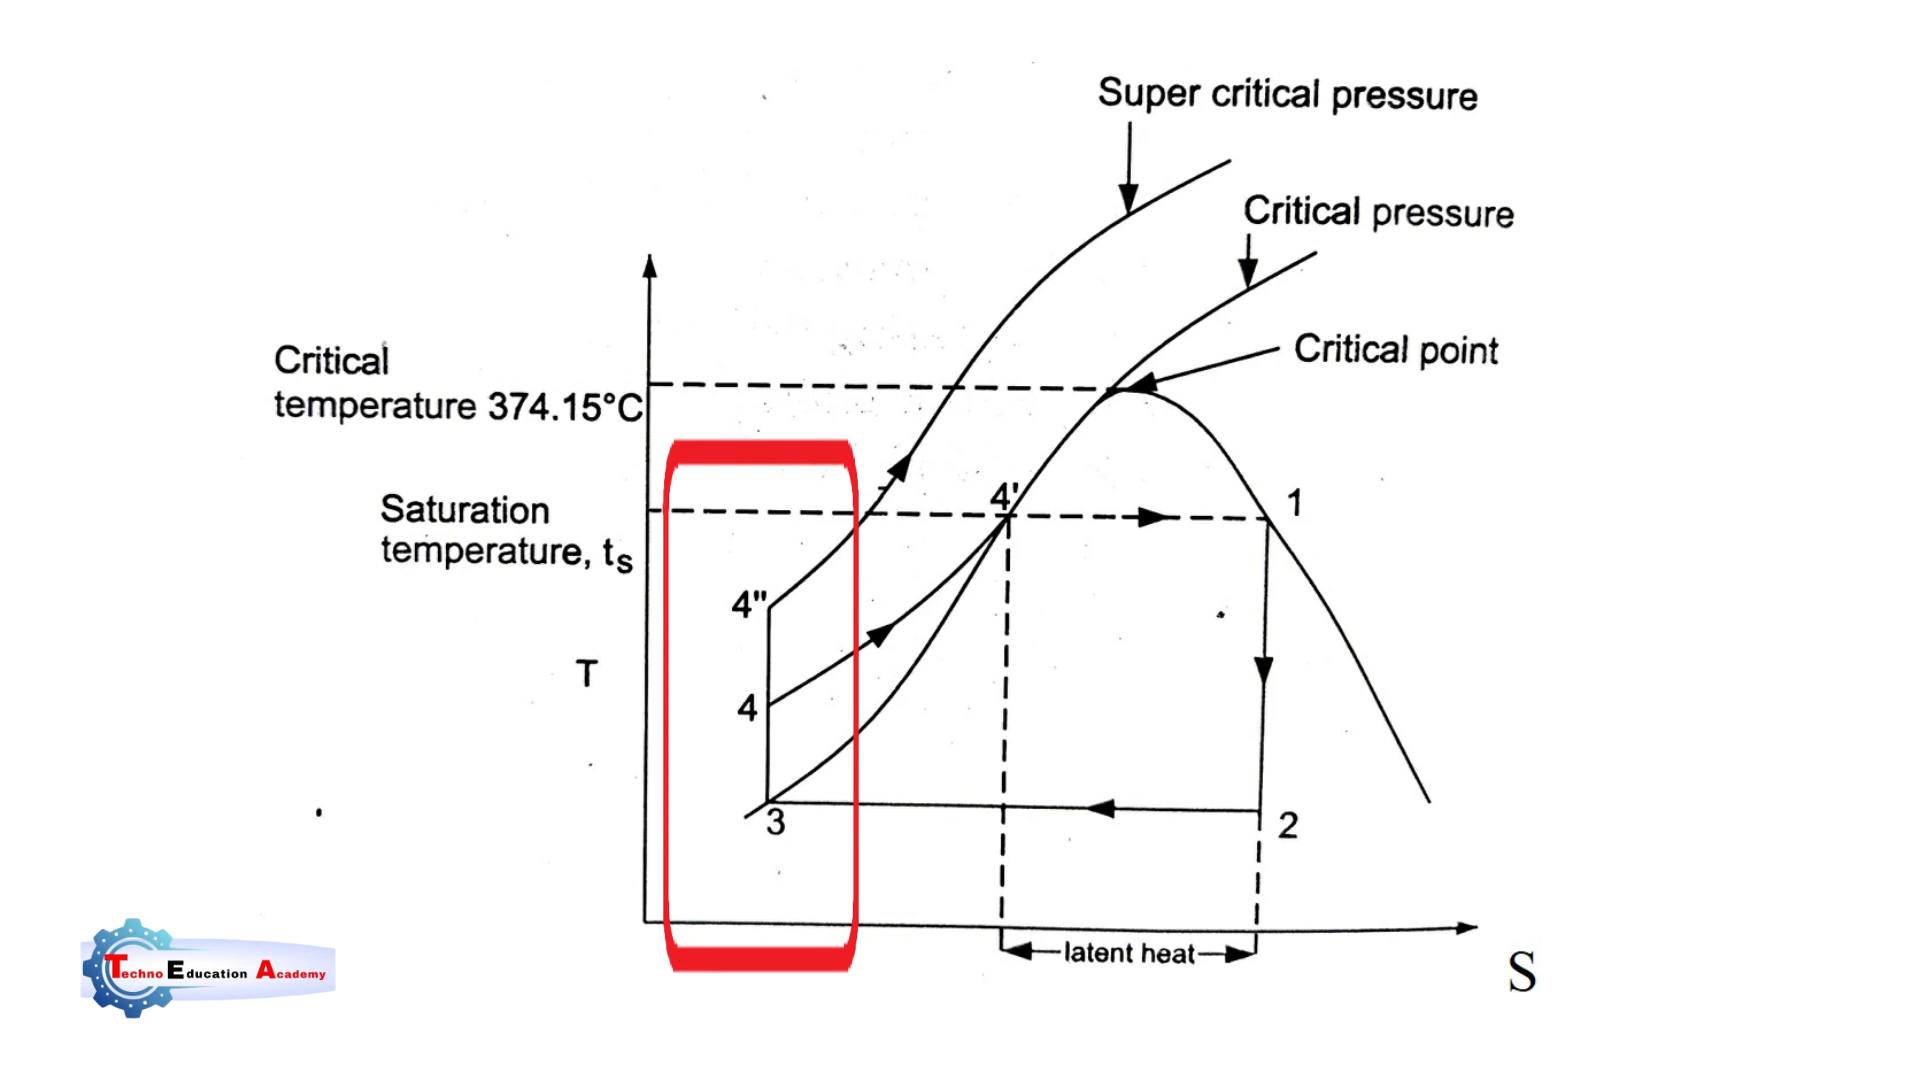 Super critical pressure
Critical pressure
Critical point
Critical
temperature 374.15°C
Saturation
temperature, ts
4'
1
4"
T
4
3
2
latent heat
S
Techno Education Academy